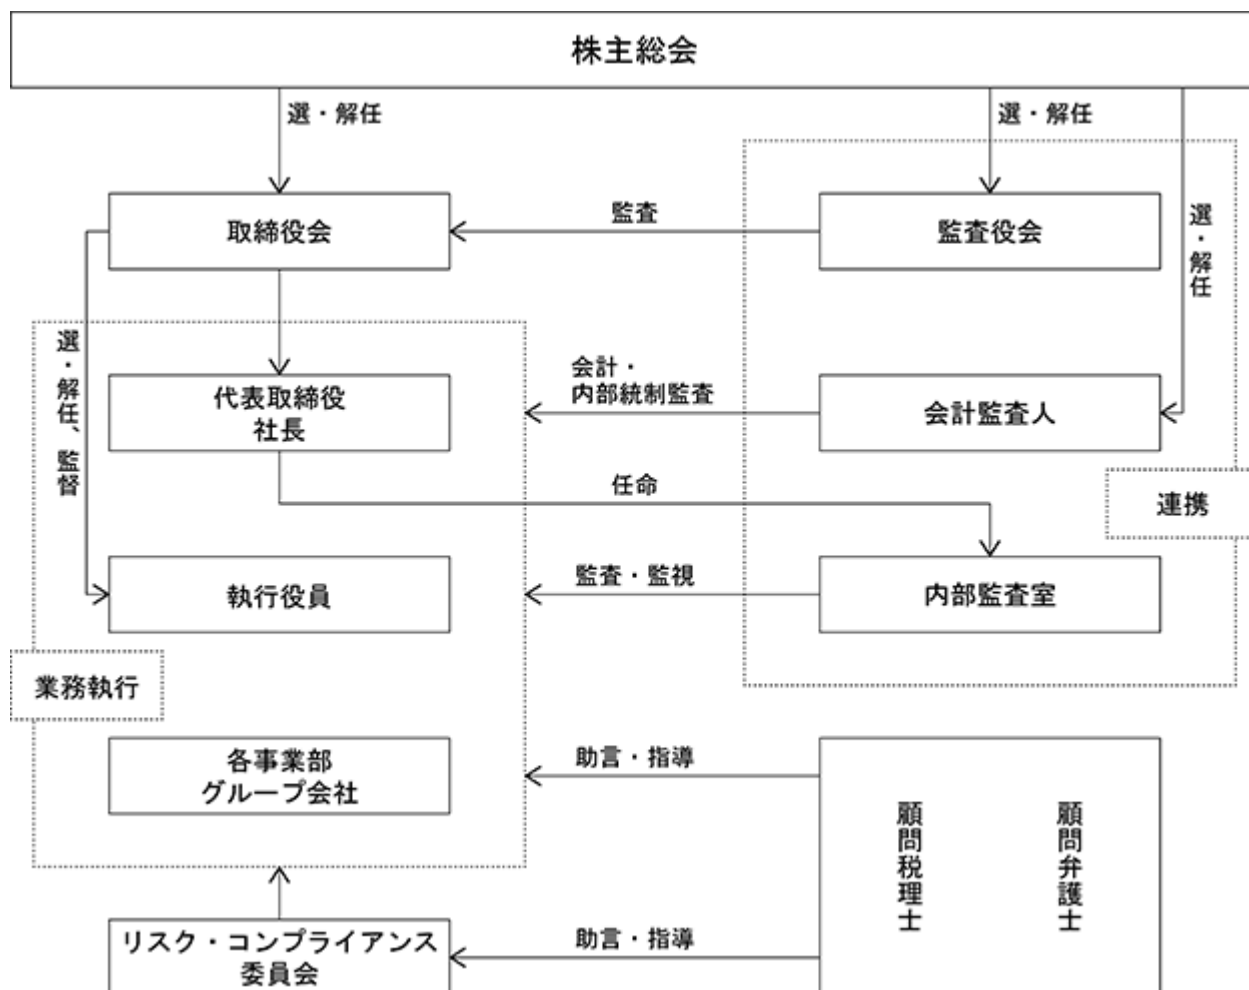 株主総会
選・解任
選・解任
取締役会
監査
監査役会
選・解任
選・解任、監督
代表取締役
社長
会計・
内部統制監査
会計監査人
任命
連携
執行役員
監査・監視
内部監査室
業務執行
各事業部
グループ会社
助言・指導
顧問税理士
顧問弁護士
リスク・コンプライアンス
委員会
助言・指導